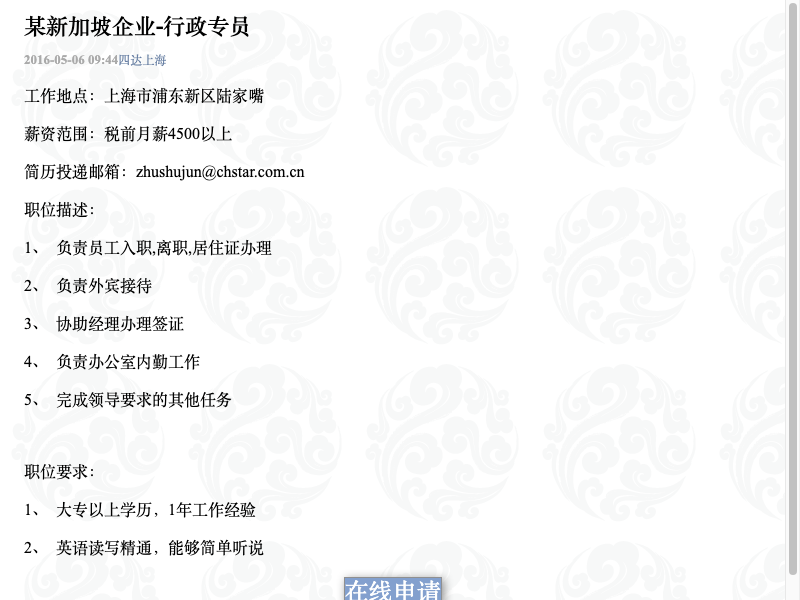 某新加坡企业-行政专员
2016-05-06 09:44四达上海
工作地点：上海市浦东新区陆家嘴
薪资范围：税前月薪4500以上
简历投递邮箱：zhushujun@chstar.com.cn
职位描述：
1、 负责员工入职,离职,居住证办理
2、 负责外宾接待
3、 协助经理办理签证
4、 负责办公室内勤工作
5、 完成领导要求的其他任务
职位要求：
1、 大专以上学历，1年工作经验
2、 英语读写精通，能够简单听说
在线申请